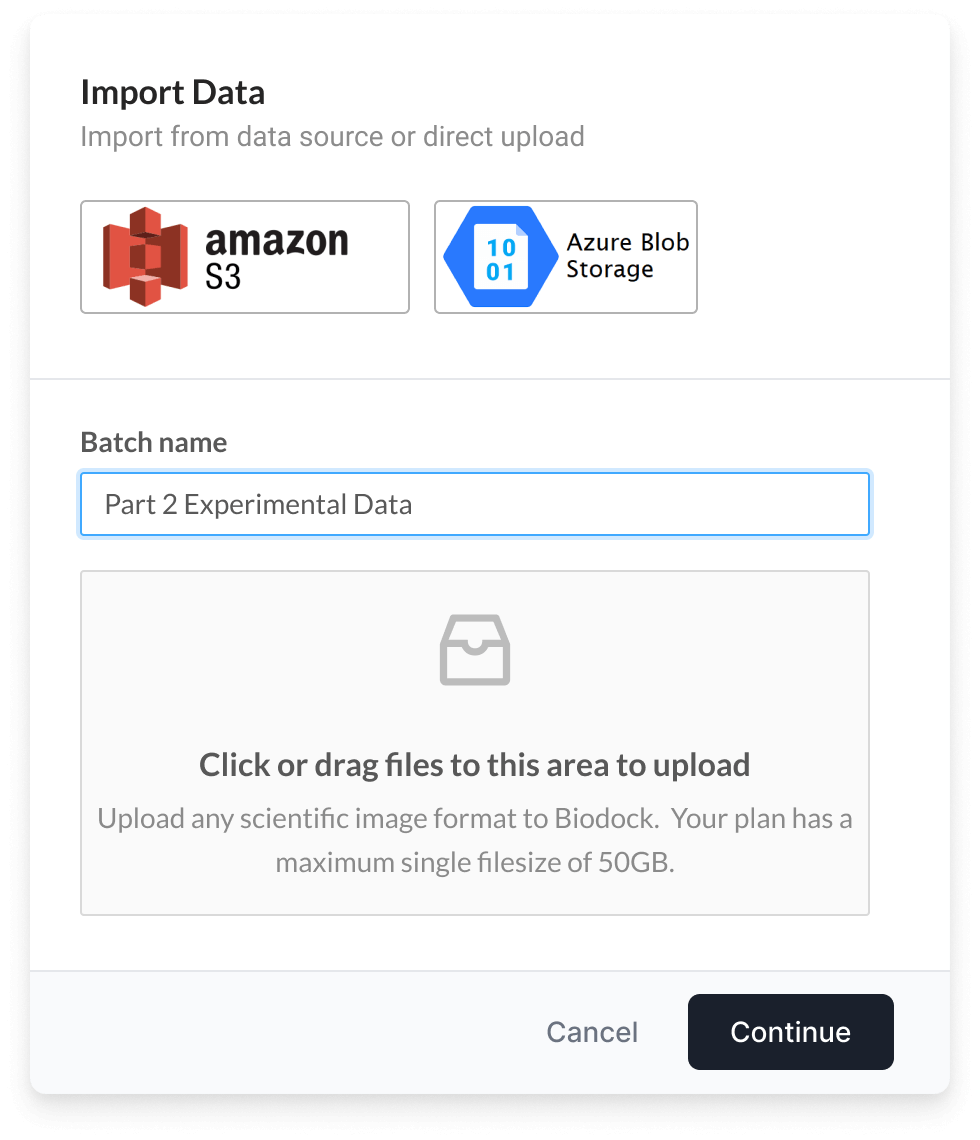 Import Data
Import from data source or direct upload
amazon
S3
10
01
Azure Blob
Storage
Batch name
Part 2 Experimental Data
Click or drag files to this area to upload
Upload any scientific image format to Biodock.  Your plan has a
maximum single filesize of 50GB.
Cancel
Continue